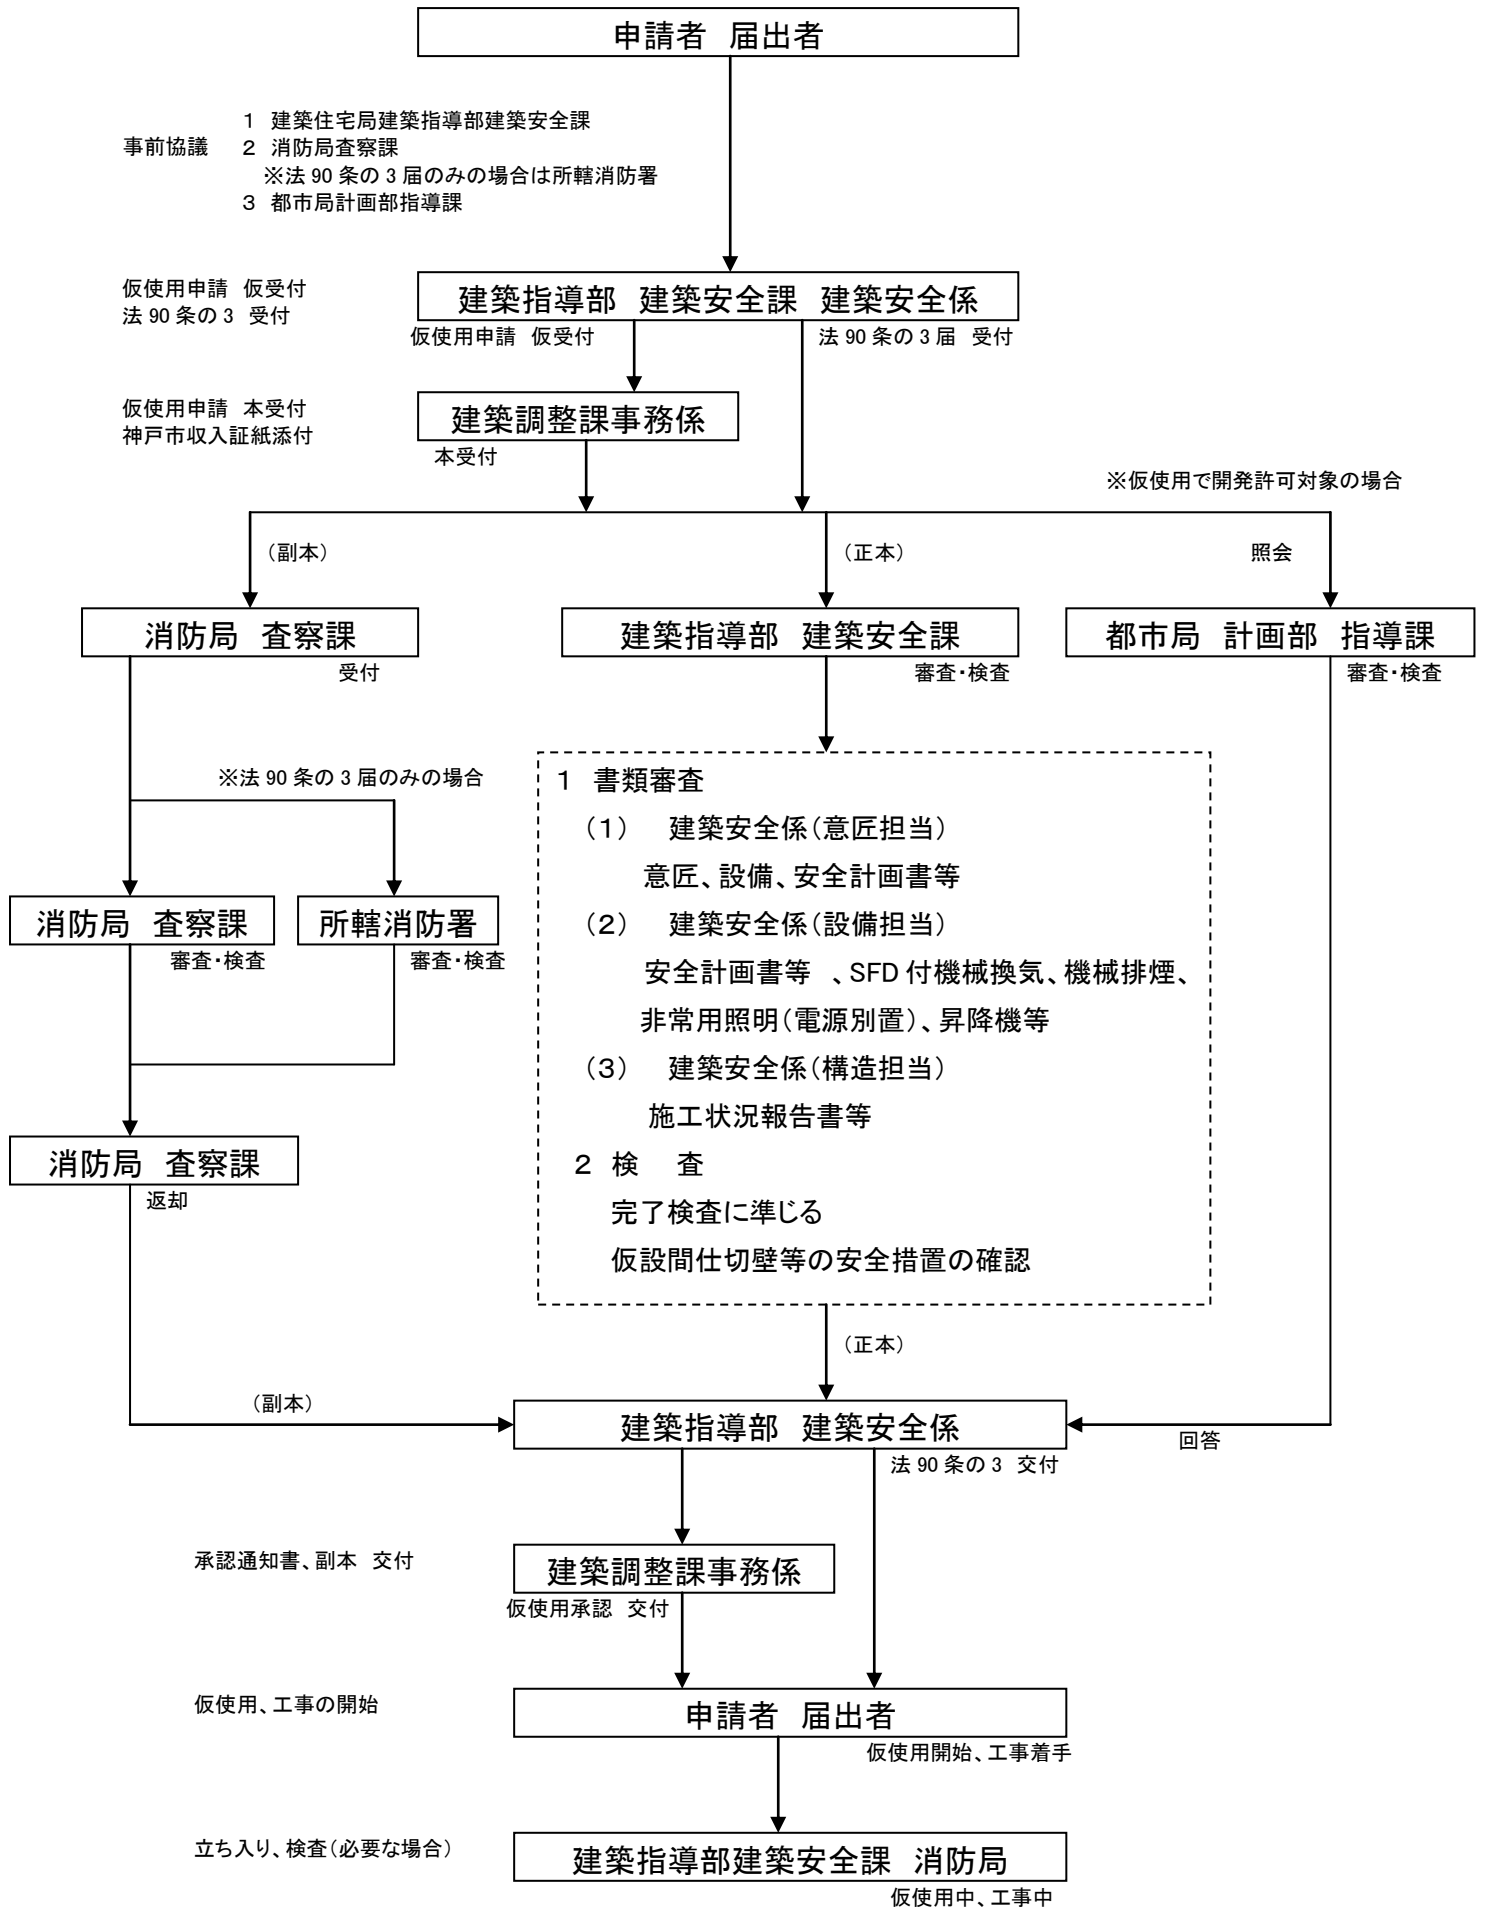 申請者 届出者
1 建築住宅局建築指導部建築安全課
事前協議 2 消防局査察課
※法 90 条の 3 届のみの場合は所轄消防署
3 都市局計画部指導課
仮使用申請 仮受付
法 90 条の 3 受付
建築指導部 建築安全課 建築安全係
仮使用申請 仮受付
法 90 条の 3 届 受付
仮使用申請 本受付
神戸市収入証紙添付
建築調整課事務係
本受付
※仮使用で開発許可対象の場合
（副本）
（正本）
照会
消防局 査察課
受付
建築指導部 建築安全課
審査・検査
都市局 計画部 指導課
審査・検査
※法 90 条の 3 届のみの場合
消防局 査察課
審査・検査
所轄消防署
審査・検査
消防局 査察課
返却
1 書類審査
（１） 建築安全係（意匠担当）
意匠、設備、安全計画書等
（２） 建築安全係（設備担当）
安全計画書等 、SFD 付機械換気、機械排煙、
非常用照明（電源別置）、昇降機等
（３） 建築安全係（構造担当）
施工状況報告書等
2 検 査
完了検査に準じる
仮設間仕切壁等の安全措置の確認
（正本）
（副本）
建築指導部 建築安全係
法 90 条の 3 交付
回答
承認通知書、副本 交付
建築調整課事務係
仮使用承認 交付
仮使用、工事の開始
申請者 届出者
仮使用開始、工事着手
立ち入り、検査（必要な場合）
建築指導部建築安全課 消防局
仮使用中、工事中